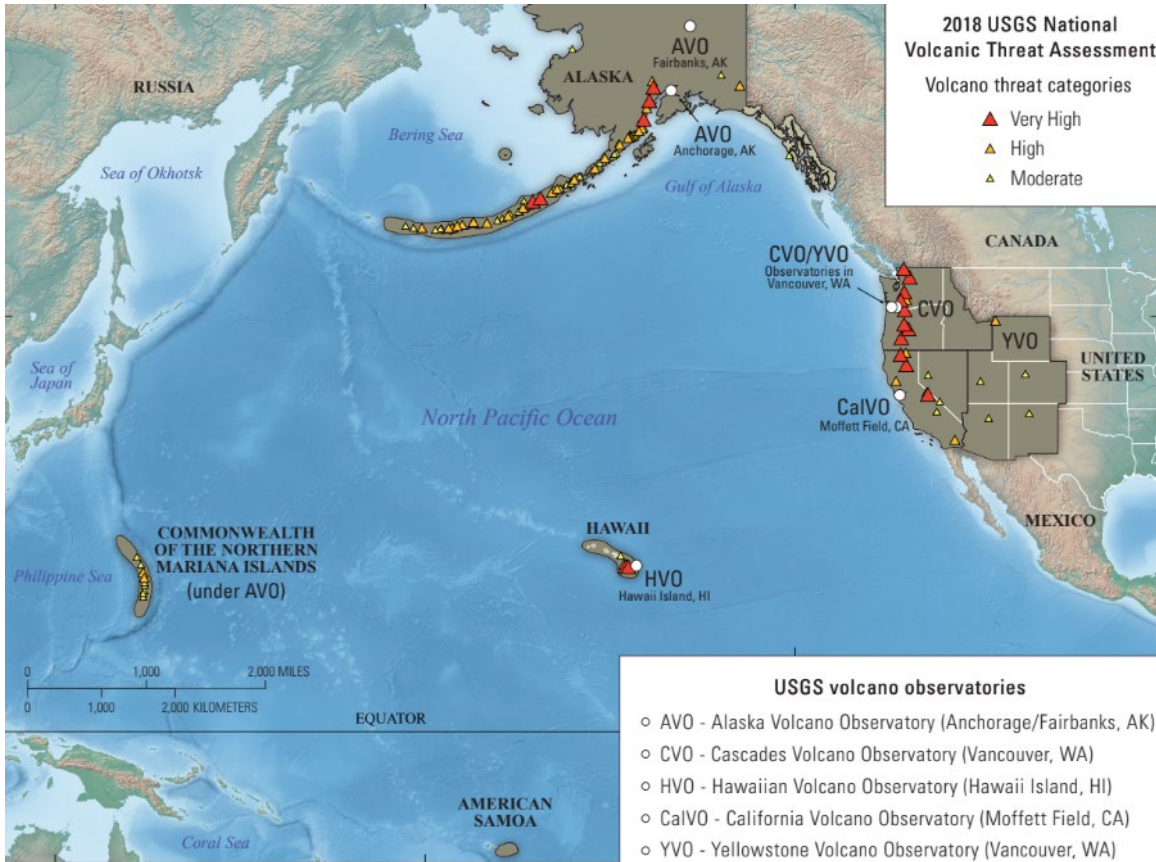 2018 USGS National
Volcanic Threat Assessment
Volcano threat categories
Very High
High
Moderate
RUSSIA
ALASKA
AVO
Fairbanks, AK
Bering Sea
Sea of Okhotsk
AVO
Anchorage, AK
Gulf of Alaska
CANADA
CVO/YVO
Observatories in
Vancouver, WA
CVO
YVO
UNITED
STATES
Sea of
Japan
North Pacific Ocean
CalVO
Moffett Field, CA
MEXICO
COMMONWEALTH
OF THE NORTHERN
MARIANA ISLANDS
(under AVO)
Philippine Sea
HAWAII
HVO
Hawaii Island, HI
0 1,000 2,000 MILES
0 1,000 2,000 KILOMETERS
EQUATOR
AMERICAN
SAMOA
Coral Sea
USGS volcano observatories
AVO - Alaska Volcano Observatory (Anchorage/Fairbanks, AK)
CVO - Cascades Volcano Observatory (Vancouver, WA)
HVO - Hawaiian Volcano Observatory (Hawaii Island, HI)
CalVO - California Volcano Observatory (Moffett Field, CA)
YVO - Yellowstone Volcano Observatory (Vancouver, WA)